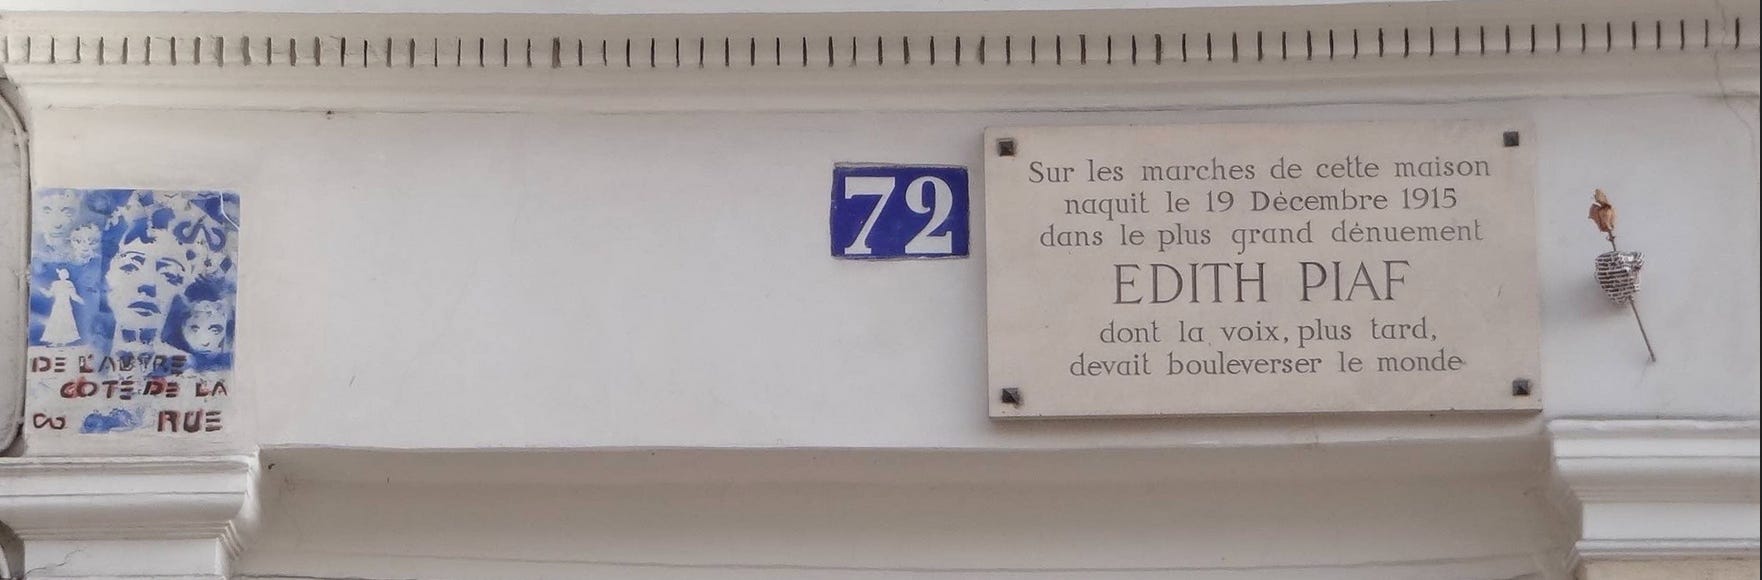 DE L'AUTRE
COTÉ DE LA
RUE
72
Sur les marches de cette maison
naquit le 19 Décembre 1915
dans le plus grand dénuement
EDITH PIAF
dont la voix, plus tard,
devait bouleverser le monde